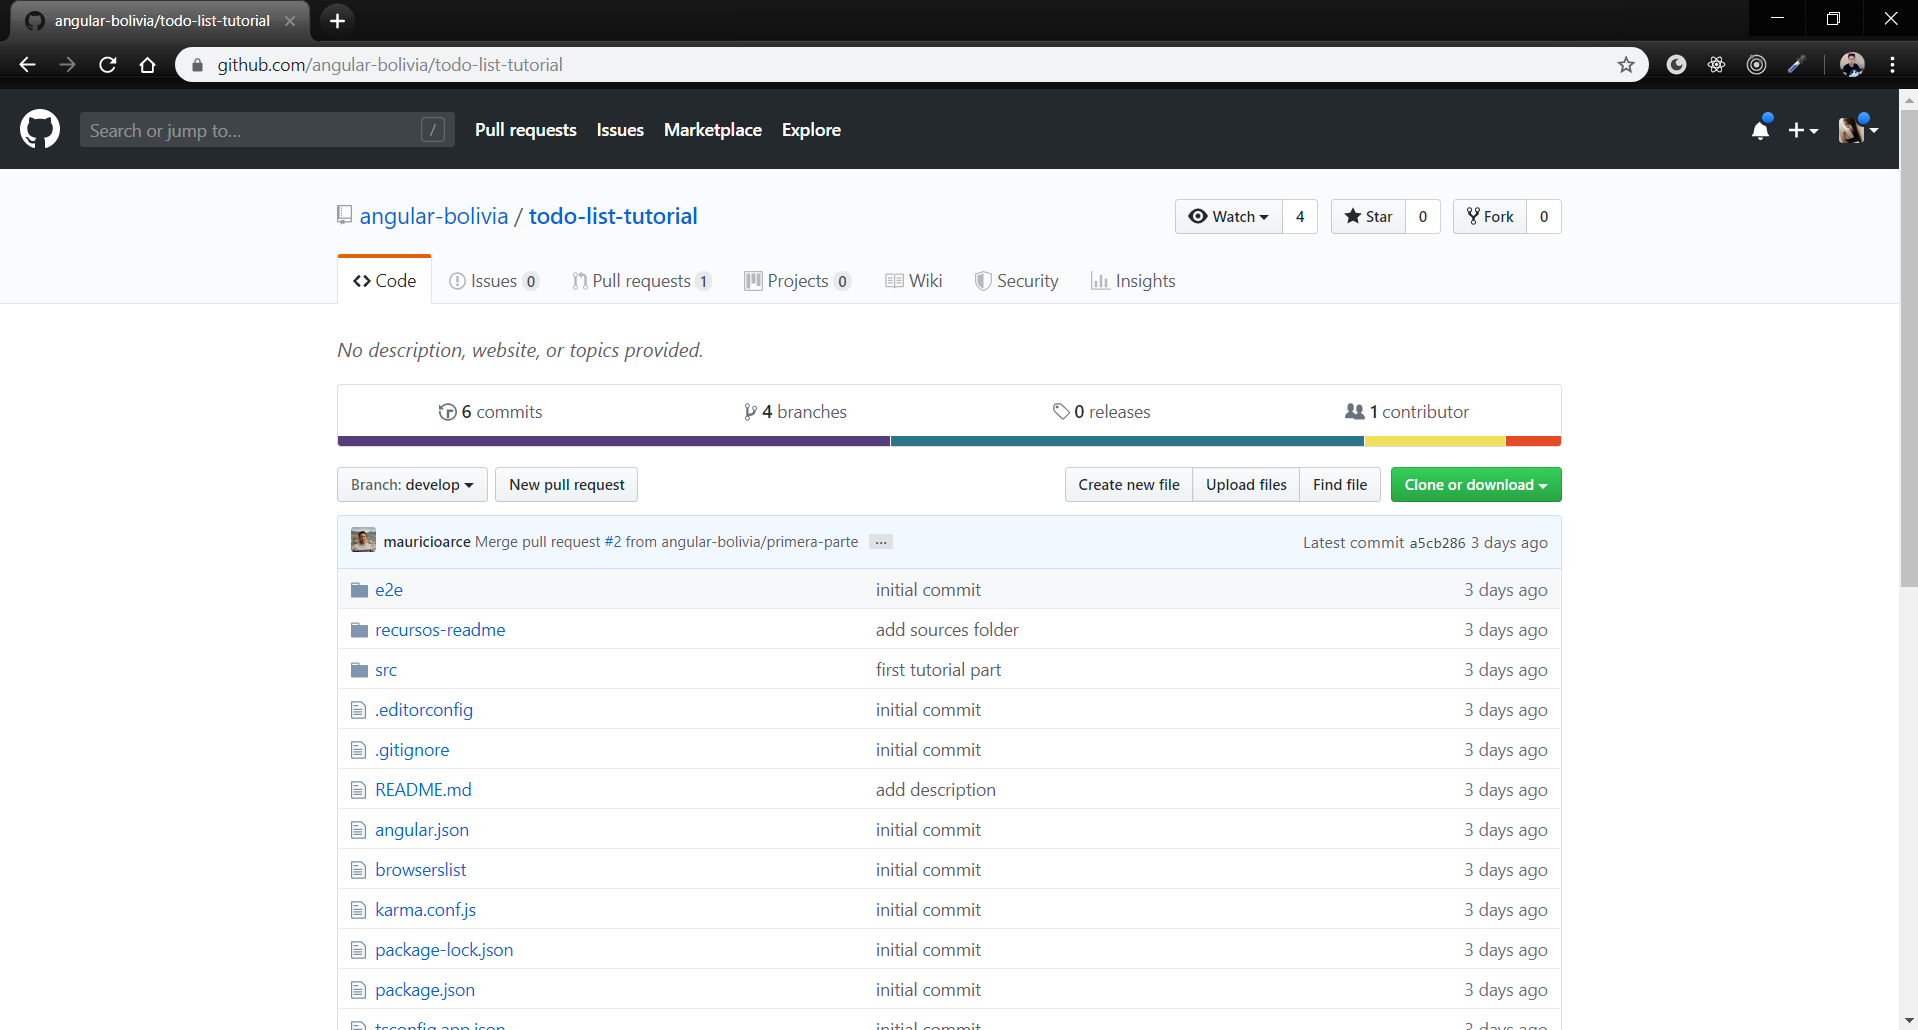 angular-bolivia/todo-list-tutorial
github.com/angular-bolivia/todo-list-tutorial
Search or jump to... / Pull requests Issues Marketplace Explore
angular-bolivia / todo-list-tutorial Watch 4 Star 0 Fork 0
Code Issues 0 Pull requests 1 Projects 0 Wiki Security Insights
No description, website, or topics provided.
6 commits 4 branches 0 releases 1 contributor
Branch: develop New pull request Create new file Upload files Find file Clone or download
mauricioarce Merge pull request #2 from angular-bolivia/primera-parte ... Latest commit a5cb286 3 days ago
e2e initial commit 3 days ago
recursos-readme add sources folder 3 days ago
src first tutorial part 3 days ago
.editorconfig initial commit 3 days ago
.gitignore initial commit 3 days ago
README.md add description 3 days ago
angular.json initial commit 3 days ago
browserslist initial commit 3 days ago
karma.conf.js initial commit 3 days ago
package-lock.json initial commit 3 days ago
package.json initial commit 3 days ago
tsconfig.app.json initial commit 3 days ago